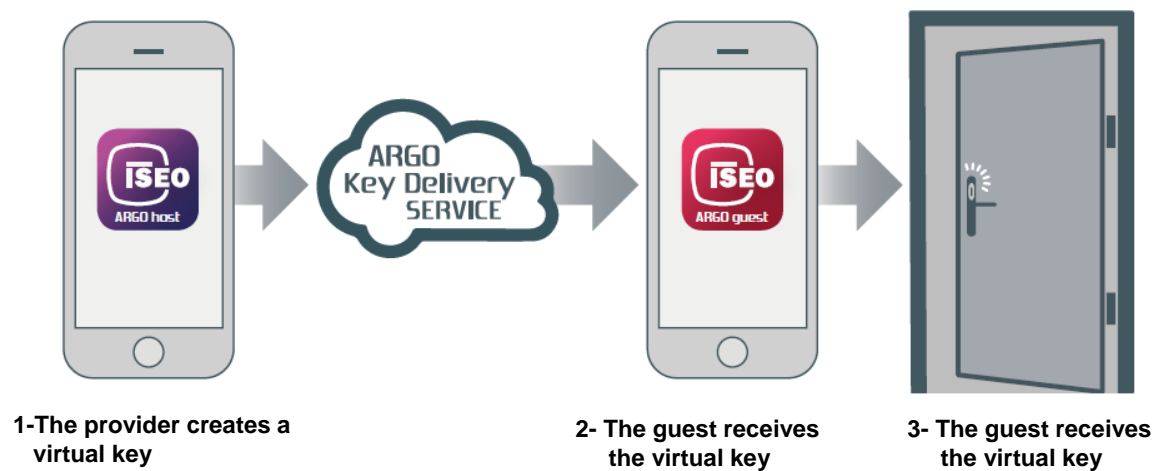 ISEO
ARGO host
ARGO
Key Delivery
SERVICE
ISEO
ARGO guest
1-The provider creates a
virtual key
2- The guest receives
the virtual key
3- The guest receives
the virtual key